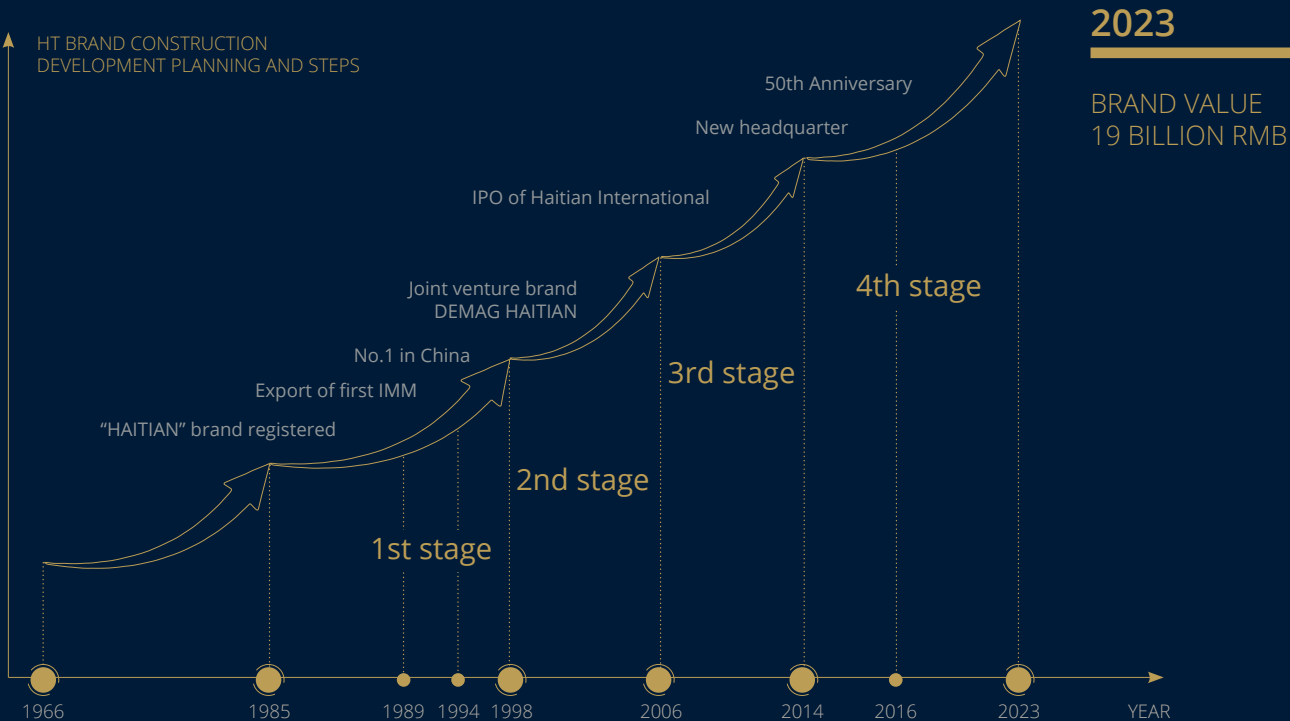 HT BRAND CONSTRUCTION
DEVELOPMENT PLANNING AND STEPS
2023
BRAND VALUE
19 BILLION RMB
50th Anniversary
New headquarter
IPO of Haitian International
Joint venture brand
DEMAG HAITIAN
No.1 in China
Export of first IMM
“HAITIAN” brand registered
4th stage
3rd stage
2nd stage
1st stage
1966 1985 1989 1994 1998 2006 2014 2016 2023 YEAR